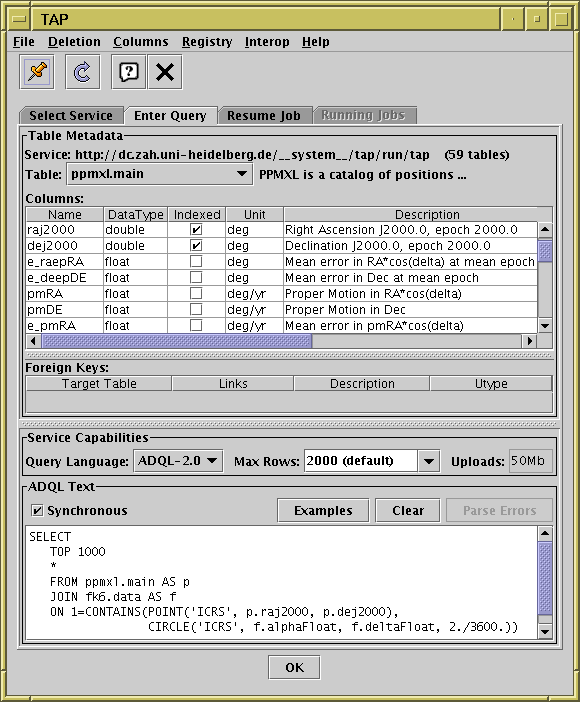 TAP
File Deletion Columns Registry Interop Help
Select Service Enter Query Resume Job Running Jobs
Table Metadata
Service: http://dc.zah.uni-heidelberg.de/__system__/tap/run/tap (59 tables)
Table: ppmxl.main PPMXL is a catalog of positions ...
Columns:
Name DataType Indexed Unit Description
raj2000 double deg Right Ascension J2000.0, epoch 2000.0
dej2000 double deg Declination J2000.0, epoch 2000.0
e_raepRA float deg Mean error in RA*cos(delta) at mean epoch
e_deepDE float deg Mean error in Dec at mean epoch
pmRA float deg/yr Proper Motion in RA*cos(delta)
pmDE float deg/yr Proper Motion in Dec
e_pmRA float deg/yr Mean error in pmRA*cos(delta)
Foreign Keys:
Target Table Links Description Utype
Service Capabilities
Query Language: ADQL-2.0 Max Rows: 2000 (default) Uploads: 50Mb
ADQL Text
Synchronous Examples Clear Parse Errors
SELECT
TOP 1000
*
FROM ppmxl.main AS p
JOIN fk6.data AS f
ON 1=CONTAINS(POINT('ICRS', p.raj2000, p.dej2000),
CIRCLE('ICRS', f.alphaFloat, f.deltaFloat, 2./3600.))
OK